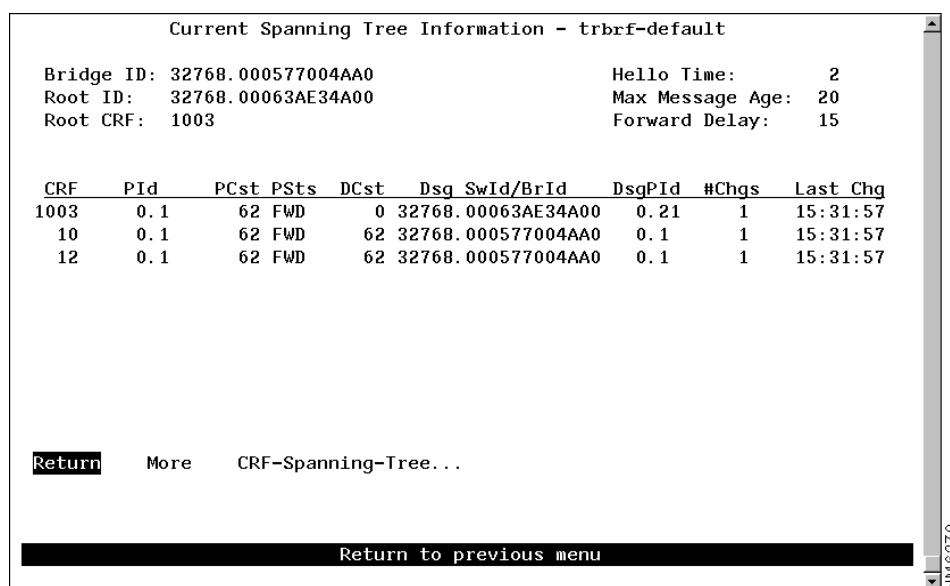 Current Spanning Tree Information - trbrf-default
Bridge ID: 32768.000577004AA0 Hello Time: 2
Root ID: 32768.00063AE34A00 Max Message Age: 20
Root CRF: 1003 Forward Delay: 15
CRF PId PCst PSts DCst Dsg SwId/BrId DsgPId #Chgs Last Chg
1003 0.1 62 FWD 0 32768.00063AE34A00 0.21 1 15:31:57
10 0.1 62 FWD 62 32768.000577004AA0 0.1 1 15:31:57
12 0.1 62 FWD 62 32768.000577004AA0 0.1 1 15:31:57
Return More CRF-Spanning-Tree...
Return to previous menu